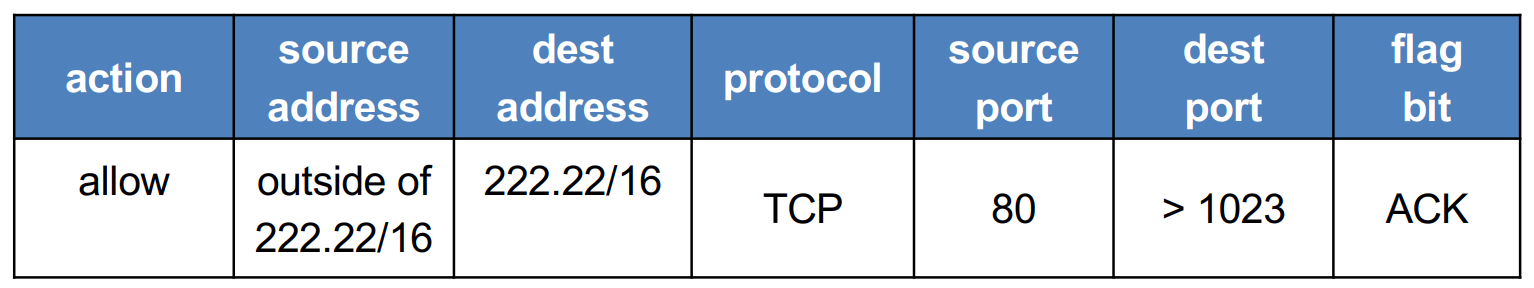 action
source
address
dest
address
protocol
source
port
dest
port
flag
bit
allow
outside of
222.22/16
222.22/16
TCP
80
> 1023
ACK